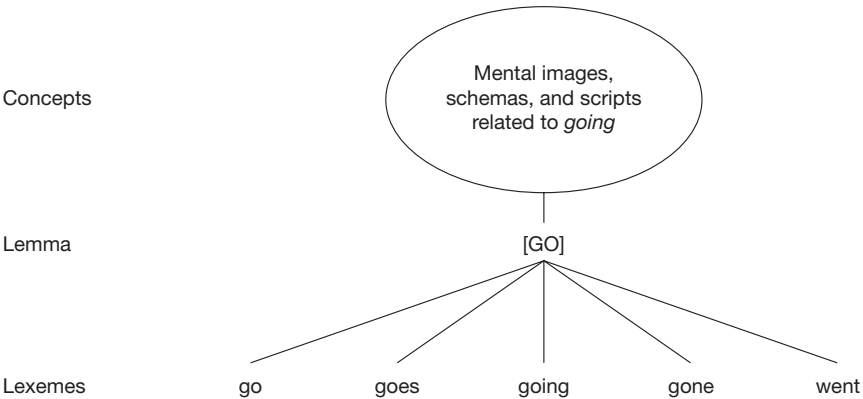 Concepts
Mental images,
schemas, and scripts
related to going
Lemma
[GO]
Lexemes
go
goes
going
gone
went